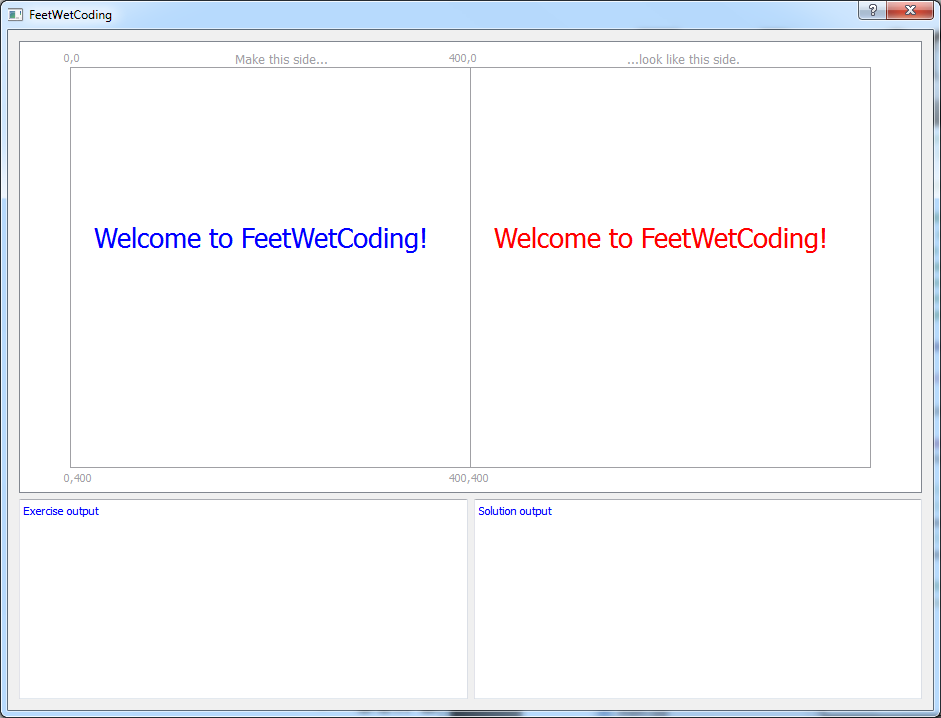 FeetWetCoding
?
0,0
Make this side...
400,0
...look like this side.
Welcome to FeetWetCoding!
Welcome to FeetWetCoding!
0,400
400,400
Exercise output
Solution output